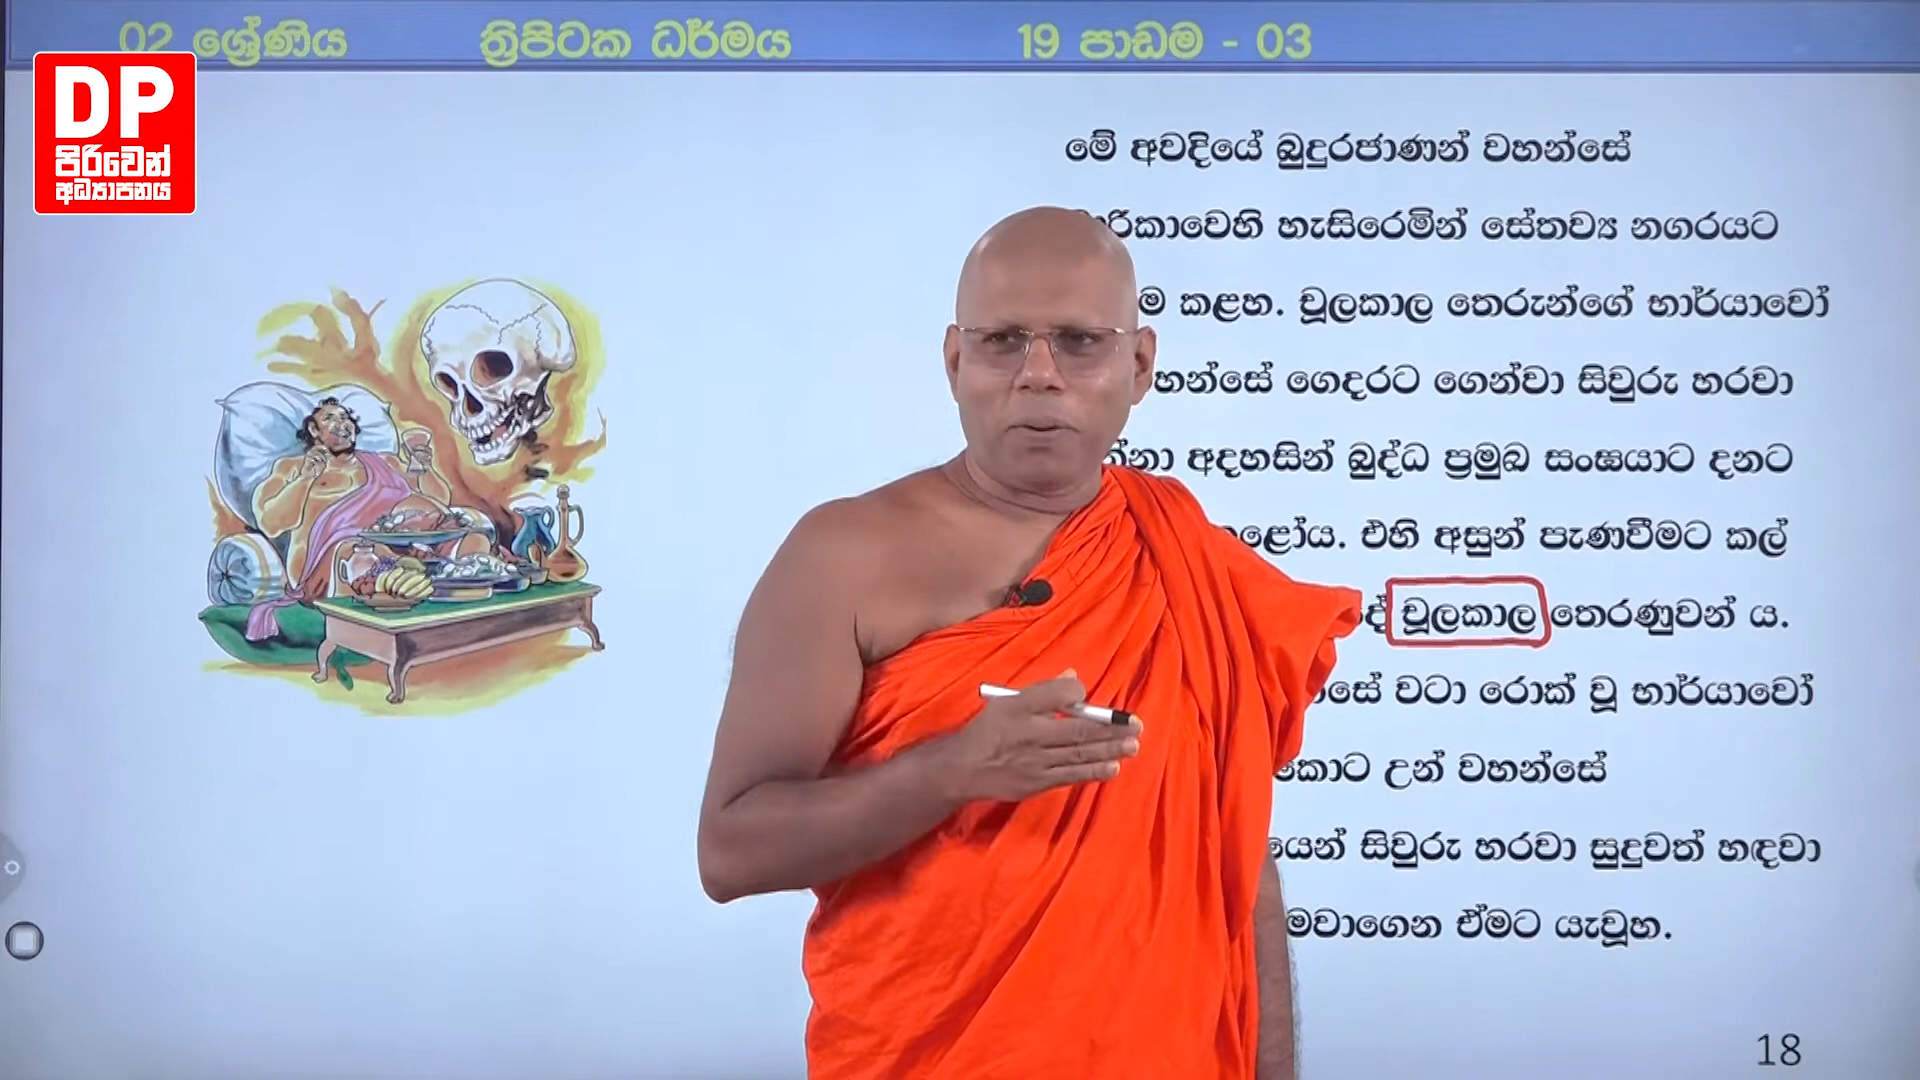 02 ශ්‍රේණිය ත්‍රිපිටක ධර්මය 19 පාඩම - 03
DP
පිරිවෙන්
අධ්‍යාපනය
මේ අවදියේ බුදුරජාණන් වහන්සේ
හැසිරෙමින් සේතව්‍ය නගරයට
කළහ. චූලකාල තෙරුන්ගේ භාර්යාවෝ
ගෙදරට ගෙන්වා සිවුරු හරවා
අදහසින් බුද්ධ ප්‍රමුඛ සංඝයාට දනට
එහි අසුන් පැණවීමට කල්
චූලකාල තෙරණුවන් ය.
වටා රොක් වූ භාර්යාවෝ
උන් වහන්සේ
සිවුරු හරවා සුදුවත් හඳවා
ඒමට යැවූහ.
18